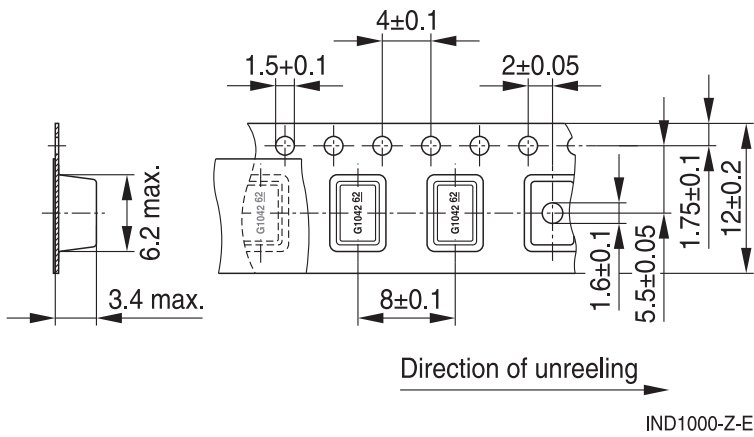 4±0.1
1.5+0.1
2±0.05
6.2 max.
3.4 max.
G1042 62
G1042 62
G1042 62
8±0.1
1.6±0.1
5.5±0.05
1.75±0.1
12±0.2
Direction of unreeling
IND1000-Z-E